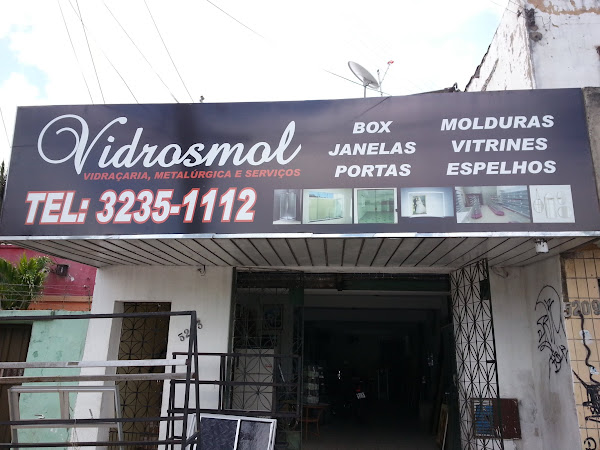 Vidrosmol
VIDRAÇARIA, METALÚRGICA E SERVIÇOS
TEL: 3235-1112
BOX
JANELAS
PORTAS
MOLDURAS
VITRINES
ESPELHOS
3200